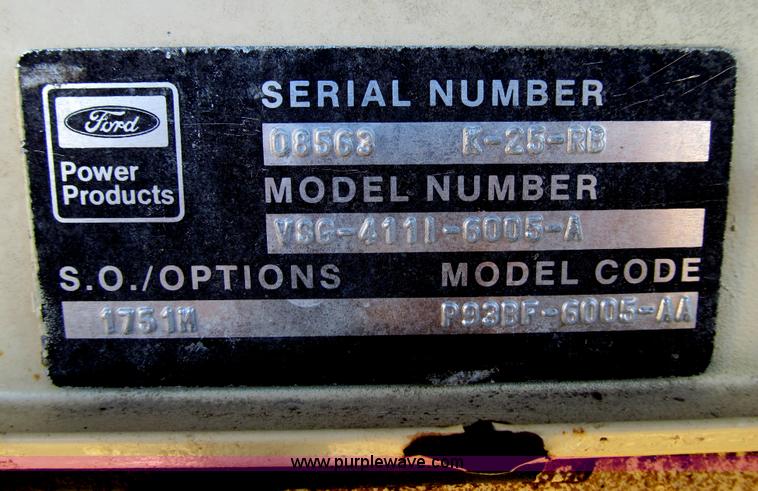 SERIAL NUMBER
Ford
Power
Products
08563 K-25-RB
MODEL NUMBER
VSG-411I-6005-A
S.O./OPTIONS MODEL CODE
1751M P93BF-6005-AA
www.purplewave.com